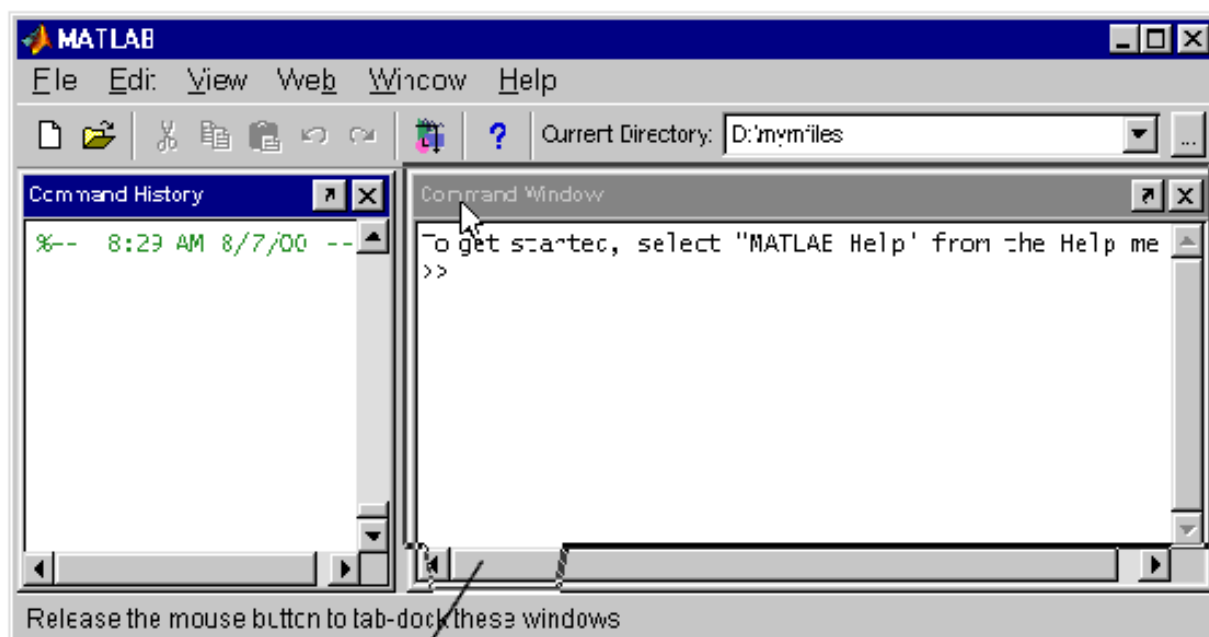 MATLAB
File Edit View Web Window Help
? Current Directory: D:\mymfiles ...
Command History
Command Window
%-- 8:29 AM 8/7/00 --
To get started, select "MATLAB Help" from the Help me
>>
Release the mouse button to tab-dock these windows